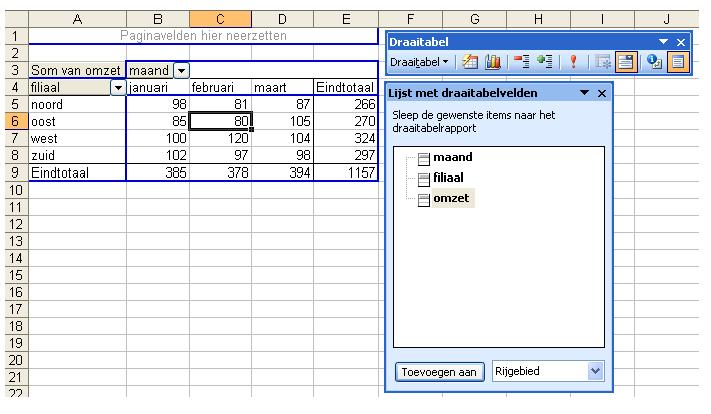 A B C D E F G H I J
1 Paginavelden hier neerzetten
2
3 Som van omzet maand
4 filiaal januari februari maart Eindtotaal
5 noord 98 81 87 266
6 oost 85 80 105 270
7 west 100 120 104 324
8 zuid 102 97 98 297
9 Eindtotaal 385 378 394 1157
10
11
12
13
14
15
16
17
18
19
20
21
22
Draaitabel
Draaitabel
Lijst met draaitabelvelden
Sleep de gewenste items naar het
draaitabelrapport
maand
filiaal
omzet
Toevoegen aan Rijgebied